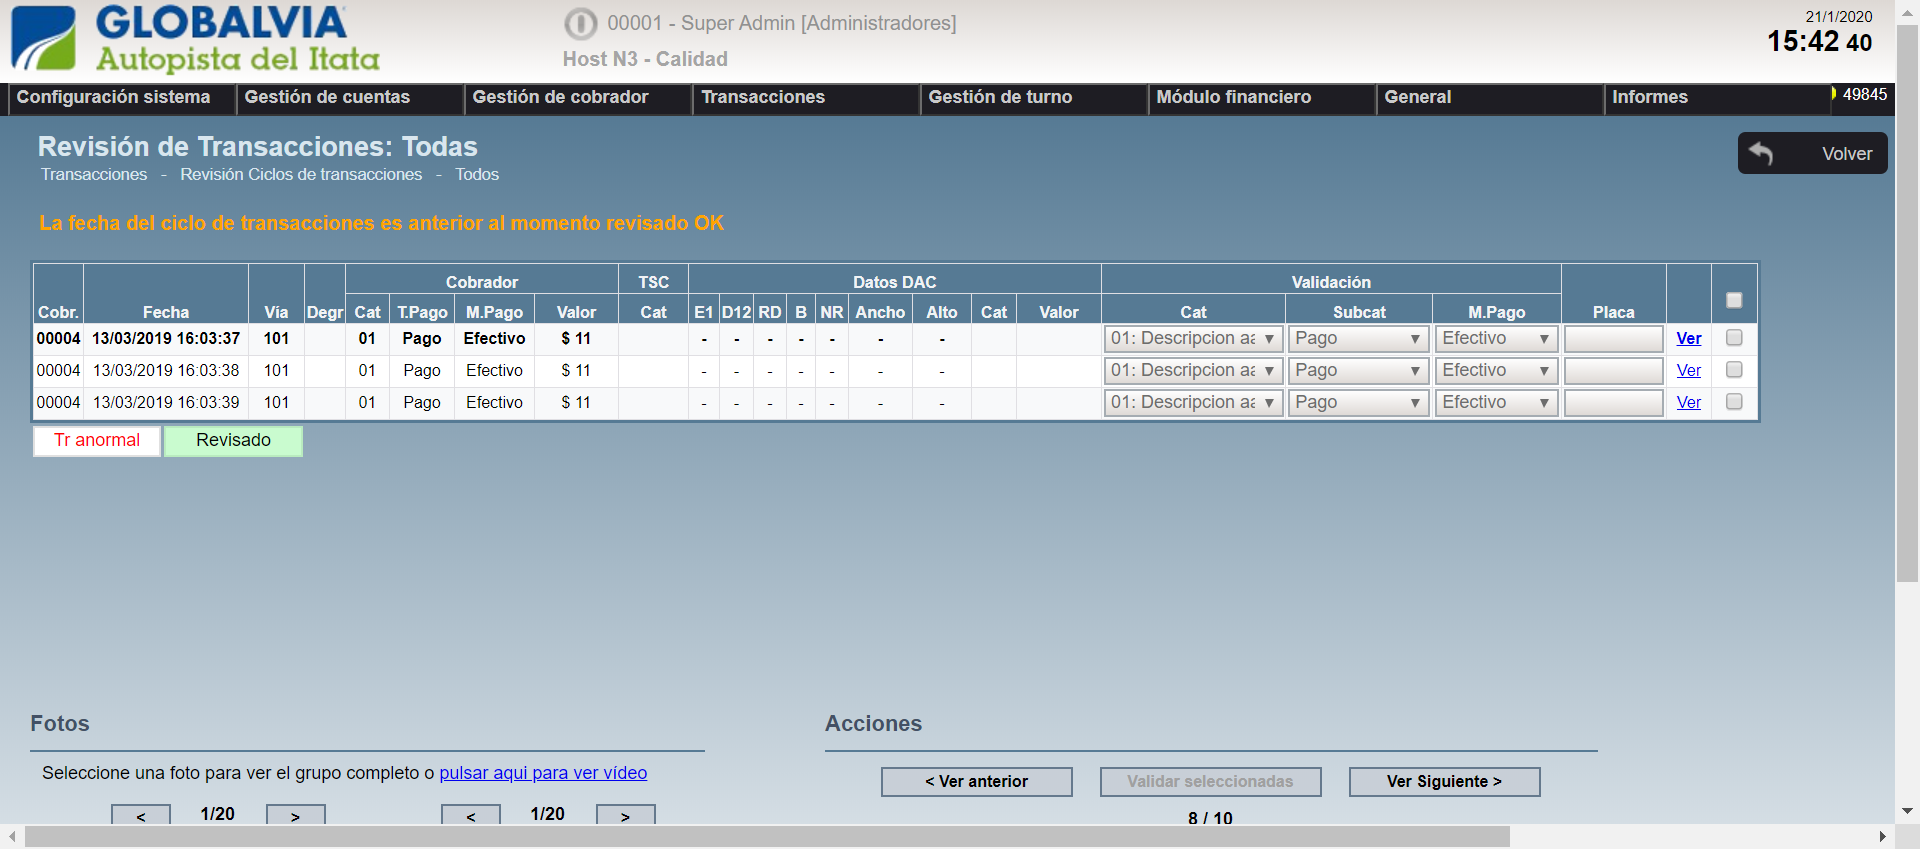 GLOBALVIA
Autopista del Itata
00001 - Super Admin [Administradores]
Host N3 - Calidad
21/1/2020
15:42 40
Configuración sistema Gestión de cuentas Gestión de cobrador Transacciones Gestión de turno Módulo financiero General Informes 49845
Revisión de Transacciones: Todas
Volver
Transacciones - Revisión Ciclos de transacciones - Todos
La fecha del ciclo de transacciones es anterior al momento revisado OK
Cobrador TSC Datos DAC Validación
Cobr. Fecha Via Degr Cat T.Pago M.Pago Valor Cat E1 D12 RD B NR Ancho Alto Cat Valor Cat Subcat M.Pago Placa
00004 13/03/2019 16:03:37 101 01 Pago Efectivo $ 11 - - - - - - - 01: Descripcion aa Pago Efectivo Ver
00004 13/03/2019 16:03:38 101 01 Pago Efectivo $ 11 - - - - - - - 01: Descripcion aa Pago Efectivo Ver
00004 13/03/2019 16:03:39 101 01 Pago Efectivo $ 11 - - - - - - - 01: Descripcion aa Pago Efectivo Ver
Tr anormal Revisado
Fotos
Seleccione una foto para ver el grupo completo o pulsar aqui para ver vídeo
< 1/20 > < 1/20 >
Acciones
< Ver anterior Validar seleccionadas Ver Siguiente >
8 / 10